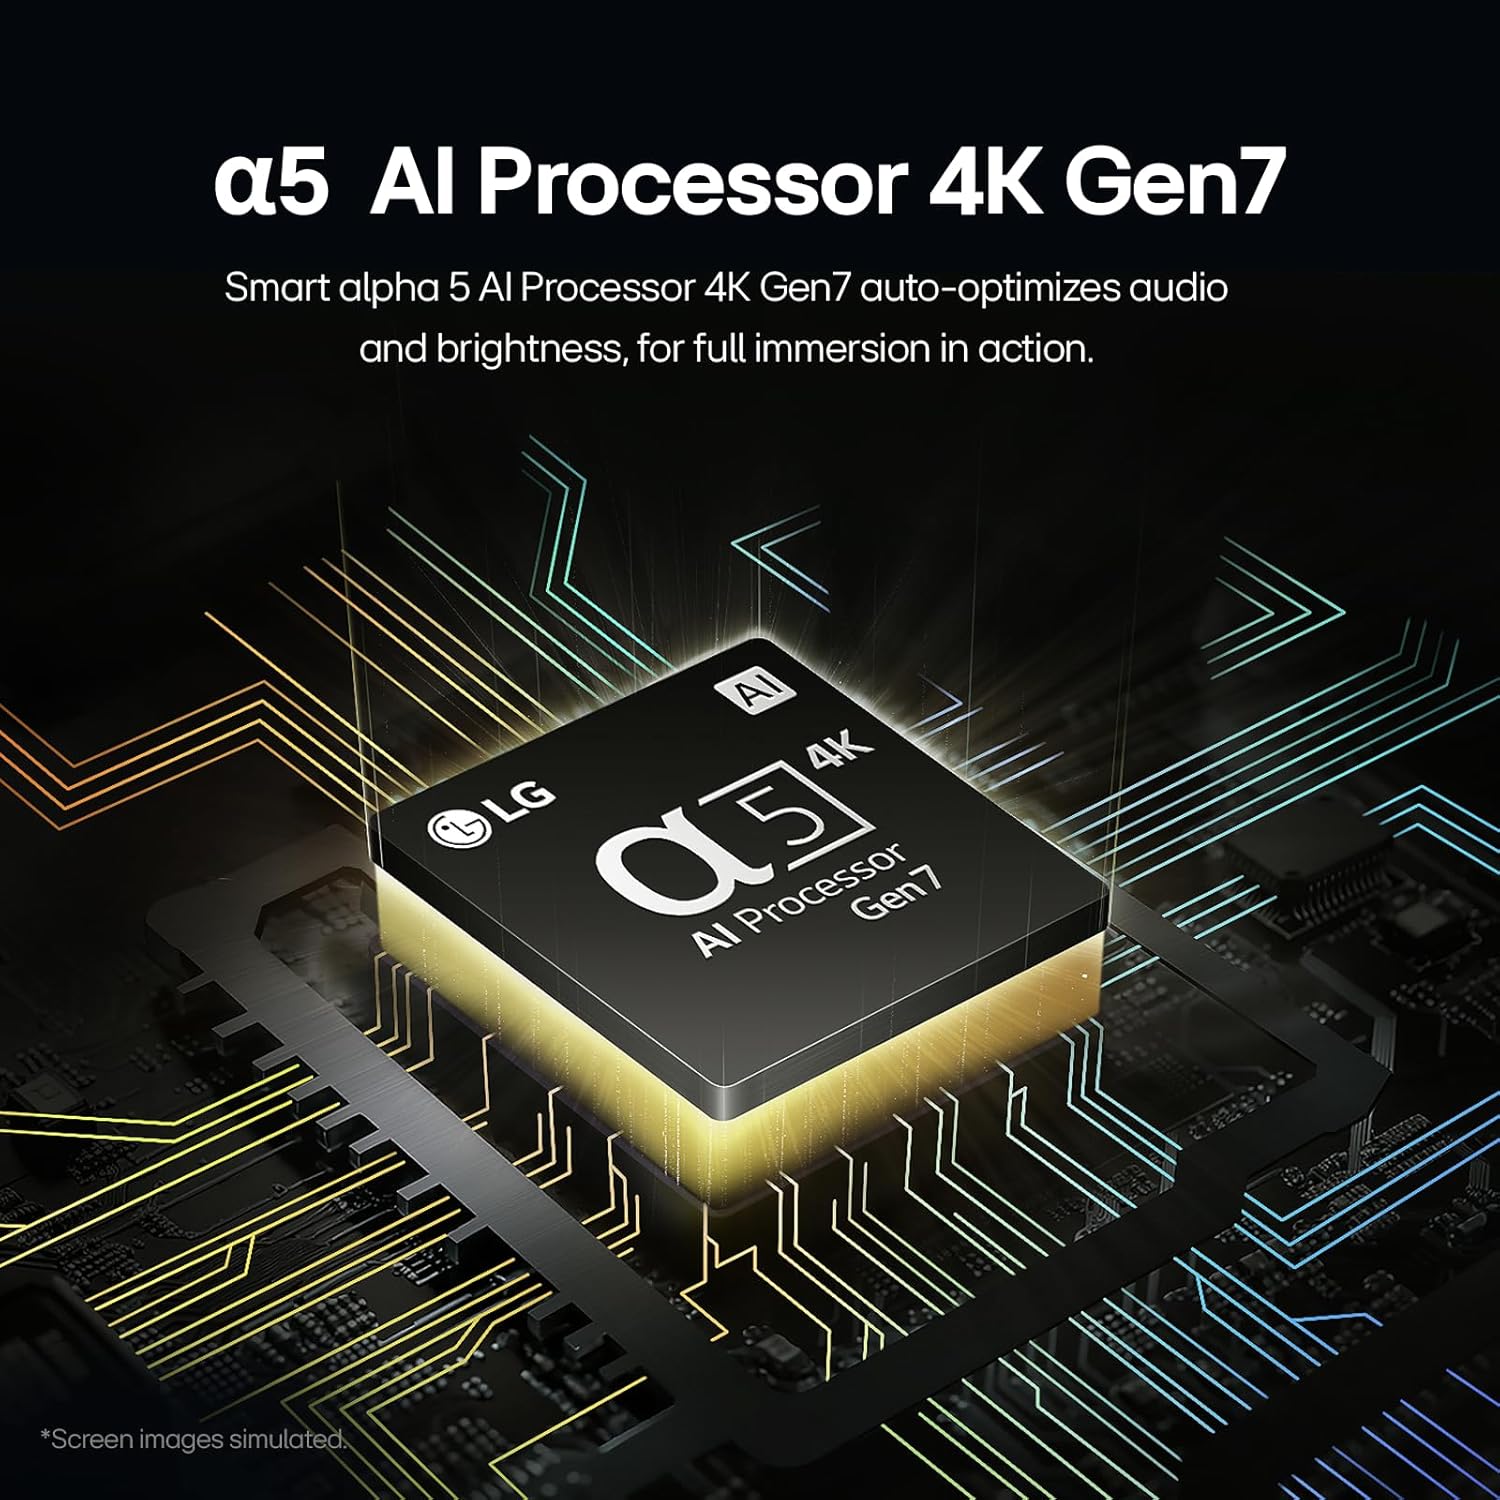 α5 AI Processor 4K Gen7
Smart alpha 5 AI Processor 4K Gen7 auto-optimizes audio
and brightness, for full immersion in action.
AI
LG
α5 4K
AI Processor
Gen7
*Screen images simulated.